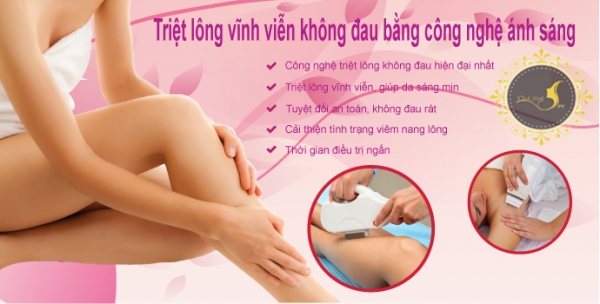 Triệt lông vĩnh viễn không đau bằng công nghệ ánh sáng
Công nghệ triệt lông không đau hiện đại nhất
Triệt lông vĩnh viễn, giúp da sáng mịn
Tuyệt đối an toàn, không đau rát
Cải thiện tình trạng viêm nang lông
Thời gian điều trị ngắn